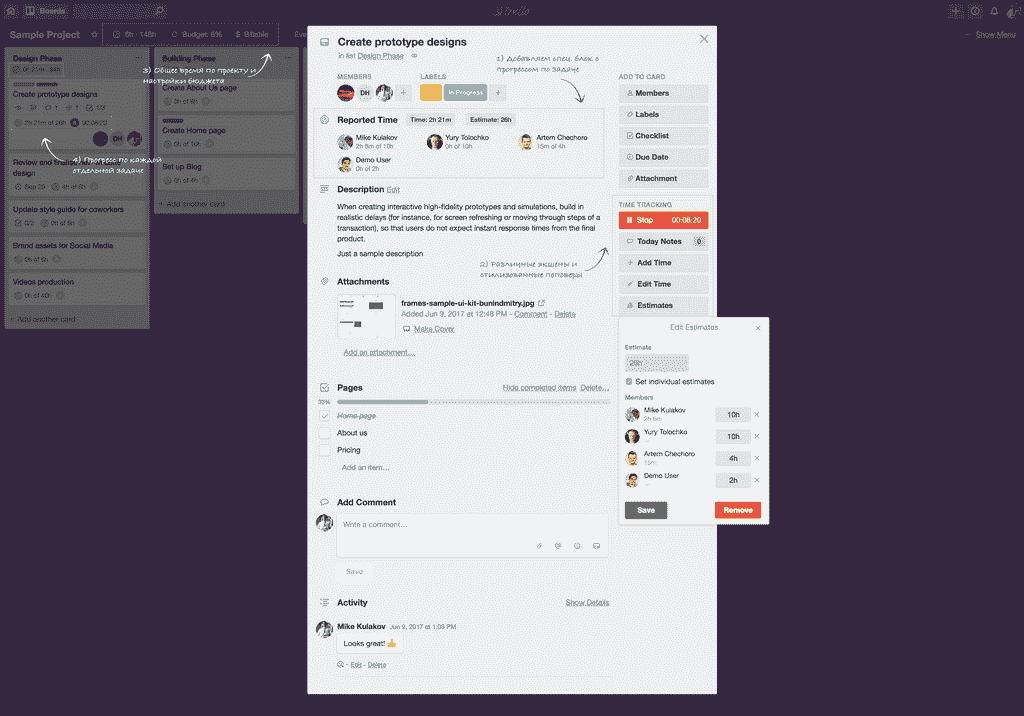 Boards
Trello
Sample Project
6h - 148h
Budget: 6%
$ Billable
Show Menu
Design Phase
0h 21m
Create prototype designs
2h 21m of 26h
00:06:20
DH
Review and
design
Sep 20
4h of 6h
Update style guide for coworkers
0/2
0h of 8h
Brand assets for Social Media
0h of 6h
Videos production
0h of 40h
Add another card
Building Phase
Create About Us page
0h of 6h
Create Home page
0h of 16h
Set up Blog
0h of 4h
Add another card
3) Общее время по проекту и
настройки бюджета
4) Прогресс по каждой
отдельной задаче
Create prototype designs
in list Design Phase
1) Добавляем спец. блок с
прогрессом по задаче
MEMBERS
LABELS
DH
+
In Progress
+
Reported Time
Time: 2h 21m
Estimate: 26h
Mike Kulakov
2h 6m of 10h
Yury Tolochko
0h of 10h
Artem Chechoro
15m of 4h
Demo User
0h of 2h
Description Edit
When creating interactive high-fidelity prototypes and simulations, build in
realistic delays (for instance, for screen refreshing or moving through steps of a
transaction), so that users do not expect instant response times from the final
product.
Just a sample description
2) Различные экшены и
стилизованные поповеры
Attachments
frames-sample-ui-kit-bunindmitry.jpg
Added Jun 9, 2017 at 12:48 PM - Comment - Delete
Make Cover
Add an attachment...
Pages
Hide completed items Delete...
33%
Home page
About us
Pricing
Add an item...
Add Comment
Write a comment...
Save
Activity
Show Details
Mike Kulakov Jun 9, 2017 at 1:09 PM
Looks great! 👍
- Edit - Delete
ADD TO CARD
Members
Labels
Checklist
Due Date
Attachment
TIME TRACKING
Stop 00:06:20
Today Notes 0
Add Time
Edit Time
Estimates
Edit Estimates
Estimate
26h
Set individual estimates
Members
Mike Kulakov
2h 6m
10h
Yury Tolochko
10h
Artem Chechoro
15m
4h
Demo User
2h
Save
Remove